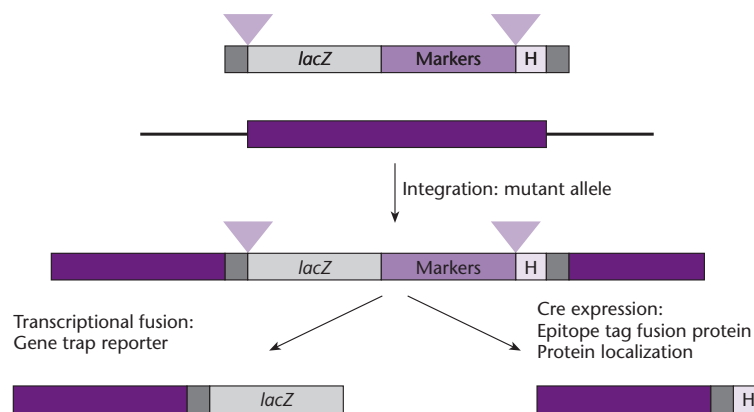 lacZ Markers H
Integration: mutant allele
lacZ Markers H
Transcriptional fusion:
Gene trap reporter
Cre expression:
Epitope tag fusion protein
Protein localization
lacZ
H